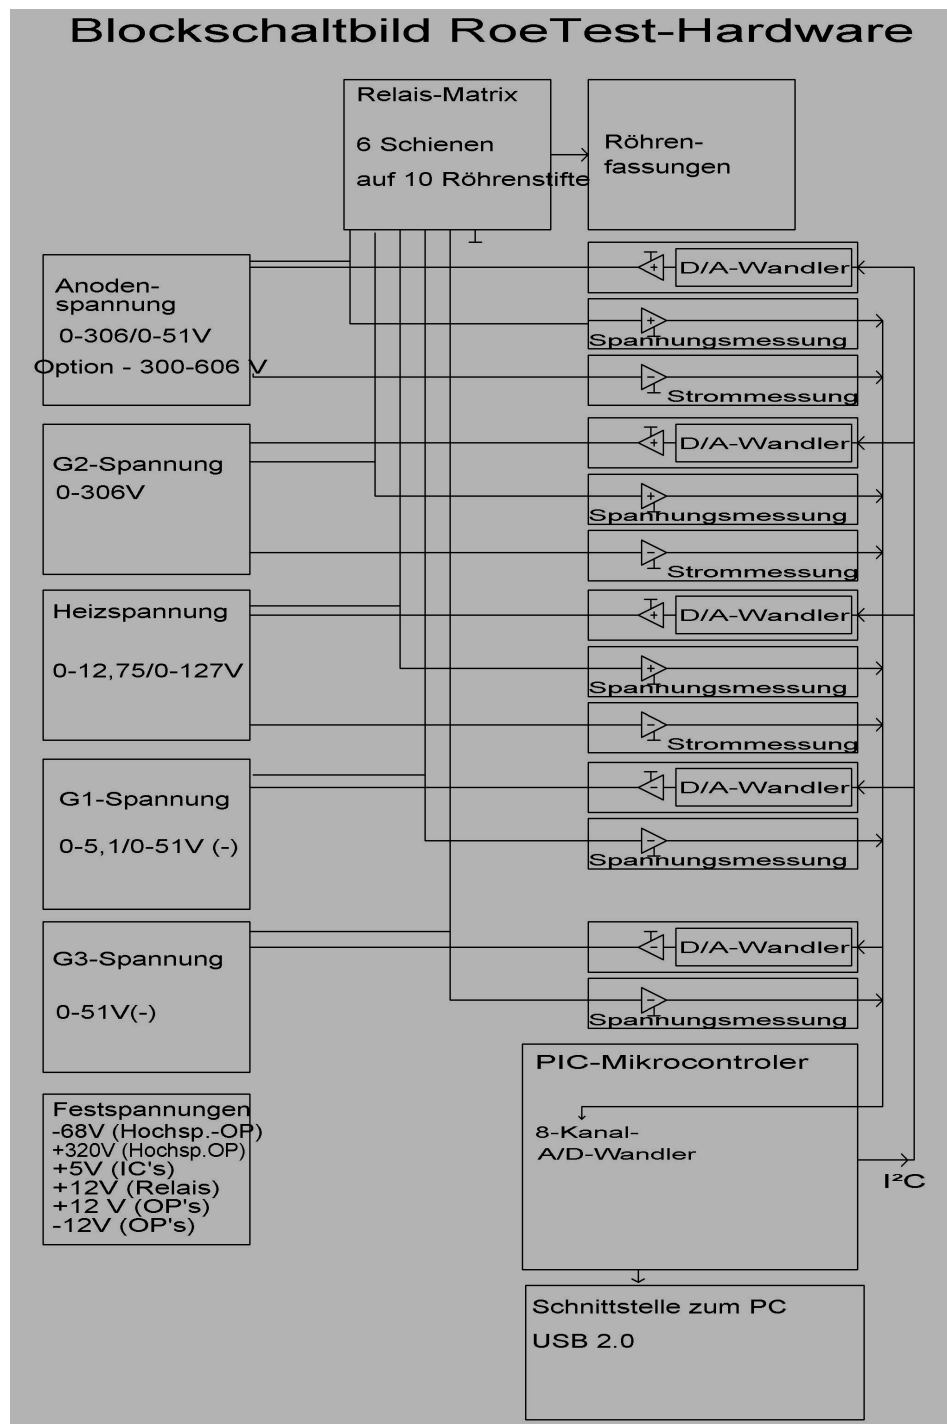 Blockschaltbild RoeTest-Hardware
Relais-Matrix
6 Schienen
auf 10 Röhrenstifte
Röhren-
fassungen
Anoden-
spannung
0-306/0-51V
Option - 300-606 V
D/A-Wandler
Spannungsmessung
Strommessung
G2-Spannung
0-306V
D/A-Wandler
Spannungsmessung
Strommessung
Heizspannung
0-12,75/0-127V
D/A-Wandler
Spannungsmessung
Strommessung
G1-Spannung
0-5,1/0-51V (-)
D/A-Wandler
Spannungsmessung
G3-Spannung
0-51V(-)
D/A-Wandler
Spannungsmessung
Festspannungen
-68V (Hochsp.-OP)
+320V (Hochsp.OP)
+5V (IC's)
+12V (Relais)
+12 V (OP's)
-12V (OP's)
PIC-Mikrocontroler
8-Kanal-
A/D-Wandler
I²C
Schnittstelle zum PC
USB 2.0